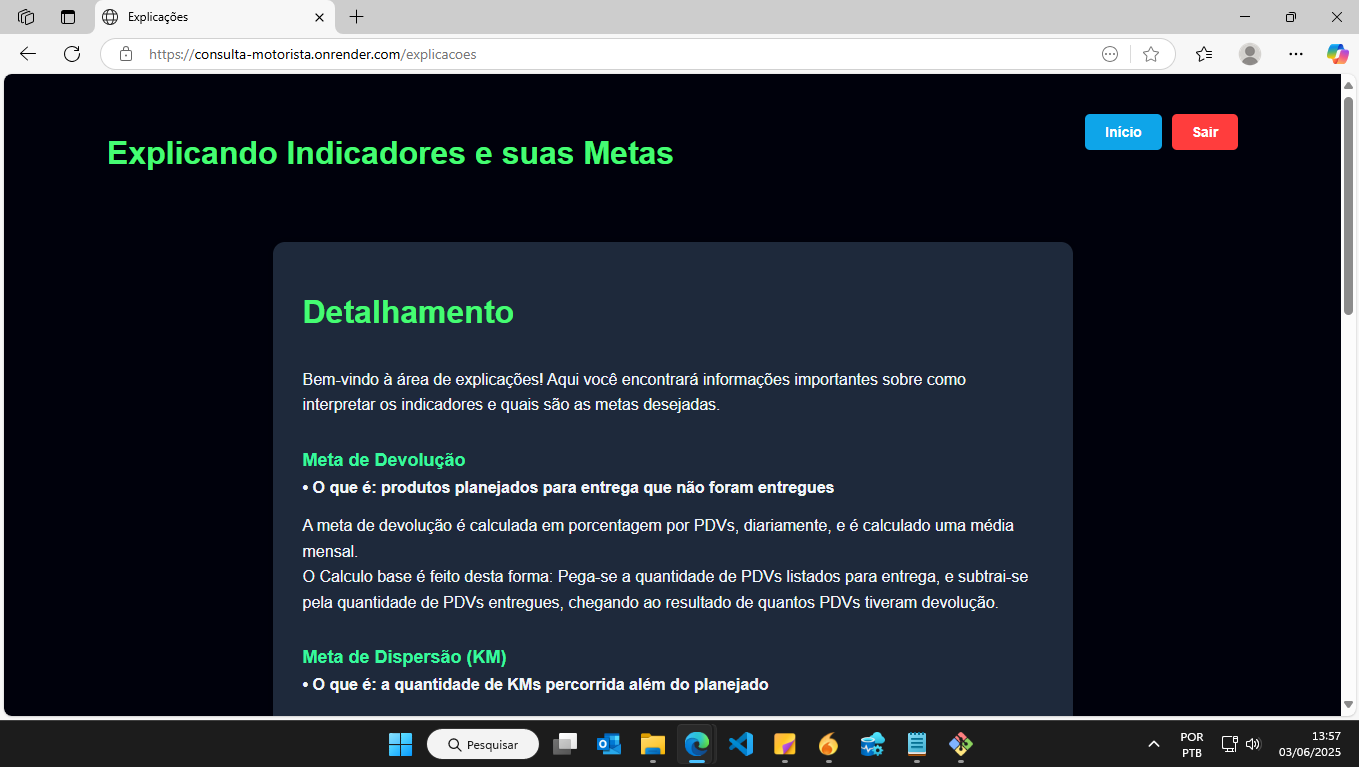 Explicações
https://consulta-motorista.onrender.com/explicacoes
Início
Sair
Explicando Indicadores e suas Metas
Detalhamento
Bem-vindo à área de explicações! Aqui você encontrará informações importantes sobre como
interpretar os indicadores e quais são as metas desejadas.
Meta de Devolução
• O que é: produtos planejados para entrega que não foram entregues
A meta de devolução é calculada em porcentagem por PDVs, diariamente, e é calculado uma média
mensal.
O Calculo base é feito desta forma: Pega-se a quantidade de PDVs listados para entrega, e subtrai-se
pela quantidade de PDVs entregues, chegando ao resultado de quantos PDVs tiveram devolução.
Meta de Dispersão (KM)
• O que é: a quantidade de KMs percorrida além do planejado
Pesquisar
POR
PTB
13:57
03/06/2025